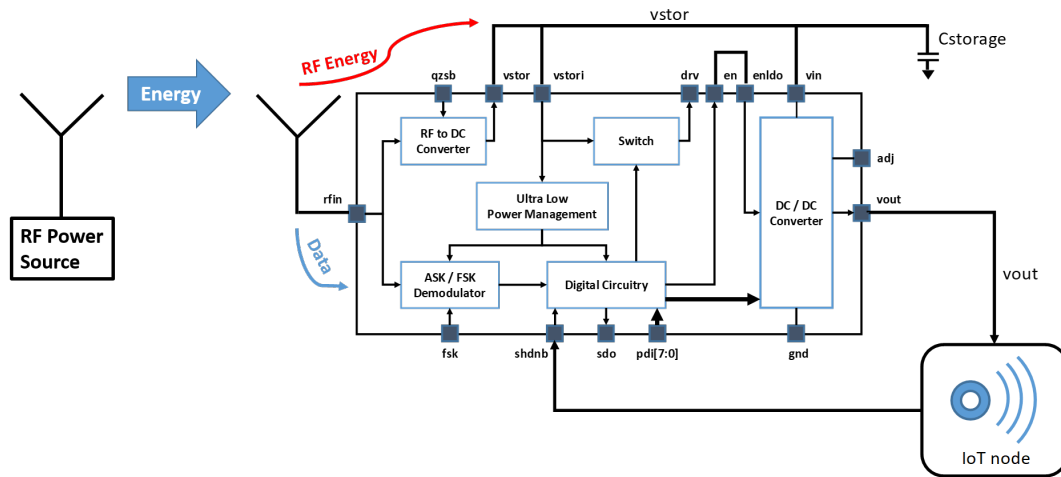 vstor
Cstorage
RF Energy
Energy
qzsb
vstor
vstori
drv
en
enldo
vin
RF to DC
Converter
Switch
adj
Ultra Low
Power Management
DC / DC
Converter
rfin
vout
RF Power
Source
Data
ASK / FSK
Demodulator
Digital Circuitry
vout
fsk
shdnb
sdo
pdi[7:0]
gnd
IoT node